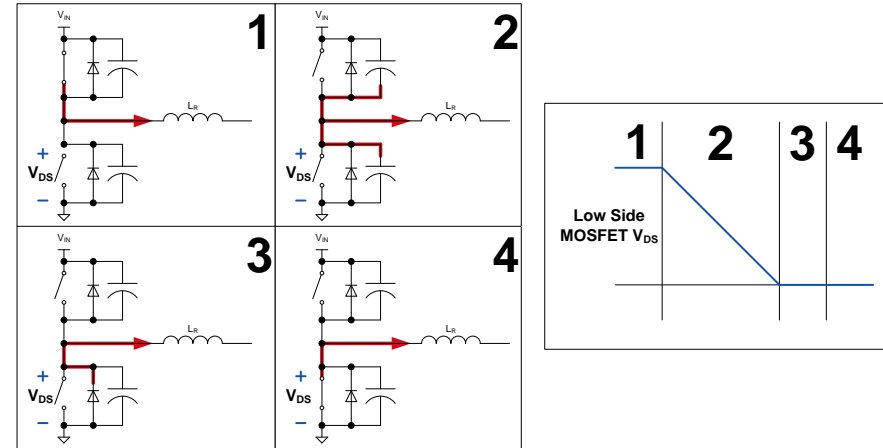 V_IN
1
L_R
+
V_DS
–
V_IN
2
L_R
+
V_DS
–
V_IN
3
L_R
+
V_DS
–
V_IN
4
L_R
+
V_DS
–
1 2 3 4
Low Side
MOSFET V_DS